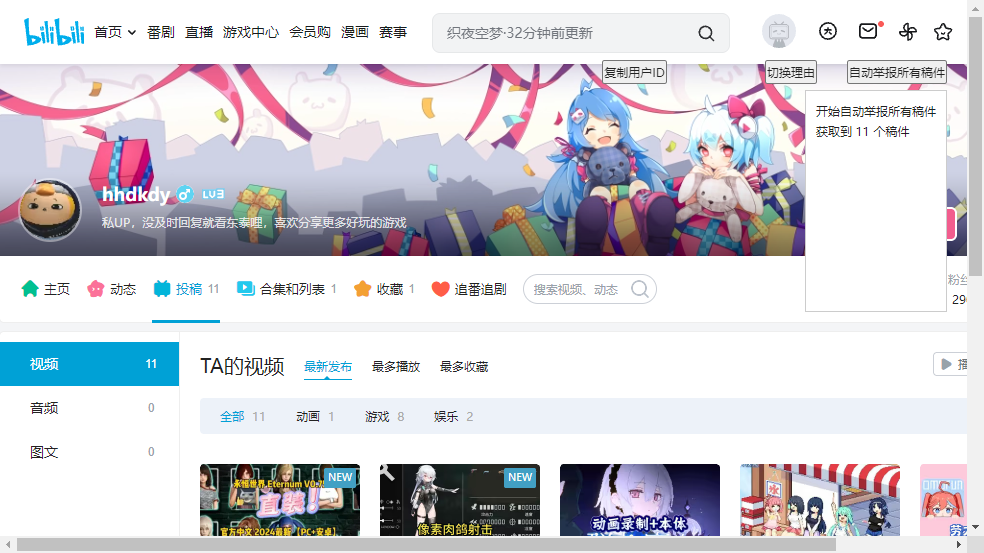 bilibili 首页 番剧 直播 游戏中心 会员购 漫画 赛事 织夜空梦·32分钟前更新
复制用户ID 切换理由 自动举报所有稿件
开始自动举报所有稿件
获取到 11 个稿件
hhdkdy LV3
私UP，没及时回复就看东泰哩，喜欢分享更多好玩的游戏
主页 动态 投稿 11 合集和列表 1 收藏 1 追番追剧 搜索视频、动态
粉丝
视频 11
音频 0
图文 0
TA的视频 最新发布 最多播放 最多收藏
全部 11 动画 1 游戏 8 娱乐 2
永恒世界 Eternum V0.7 NEW
直装！
官方中文 2024最新【PC+安卓】
NEW
像素肉鸽射击
动画录制+本体